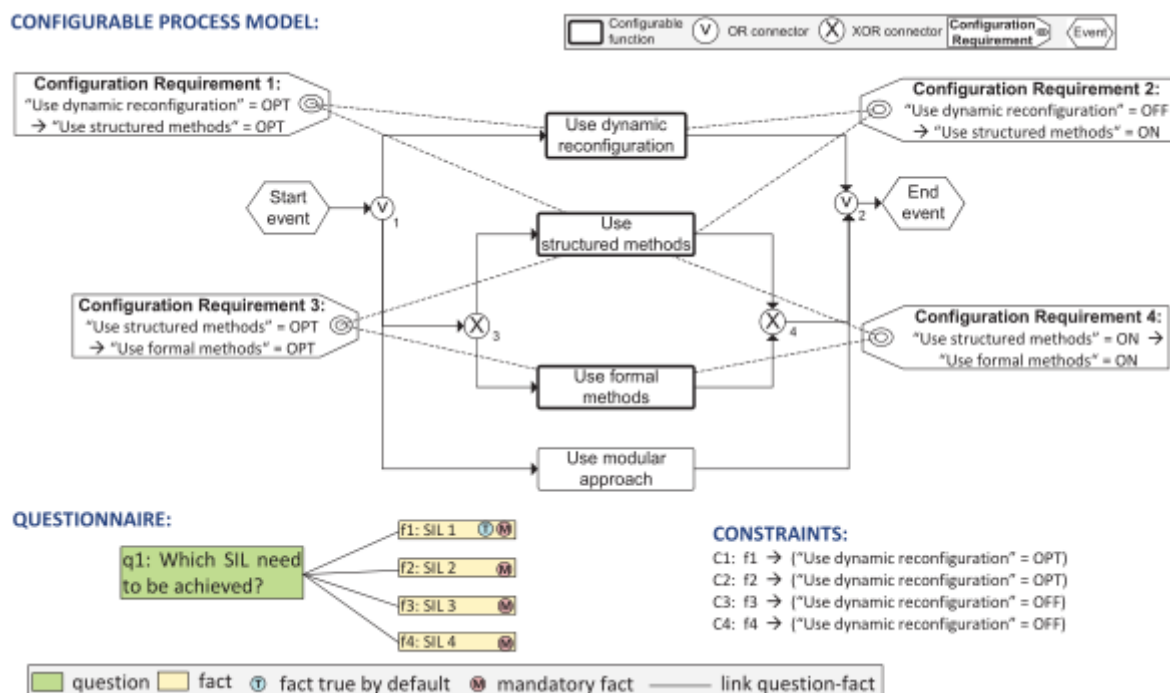 CONFIGURABLE PROCESS MODEL:
Configurable
function
V
OR connector
X
XOR connector
Configuration
Requirement
Event
Configuration Requirement 1:
"Use dynamic reconfiguration" = OPT
→ "Use structured methods" = OPT
Configuration Requirement 2:
"Use dynamic reconfiguration" = OFF
→ "Use structured methods" = ON
Use dynamic
reconfiguration
Start
event
V
1
End
event
V
2
Use
structured methods
Configuration Requirement 3:
"Use structured methods" = OPT
→ "Use formal methods" = OPT
X
3
X
4
Configuration Requirement 4:
"Use structured methods" = ON →
"Use formal methods" = ON
Use formal
methods
Use modular
approach
QUESTIONNAIRE:
q1: Which SIL need
to be achieved?
f1: SIL 1 T M
f2: SIL 2 M
f3: SIL 3 M
f4: SIL 4 M
CONSTRAINTS:
C1: f1 → ("Use dynamic reconfiguration" = OPT)
C2: f2 → ("Use dynamic reconfiguration" = OPT)
C3: f3 → ("Use dynamic reconfiguration" = OFF)
C4: f4 → ("Use dynamic reconfiguration" = OFF)
question fact T fact true by default M mandatory fact link question-fact